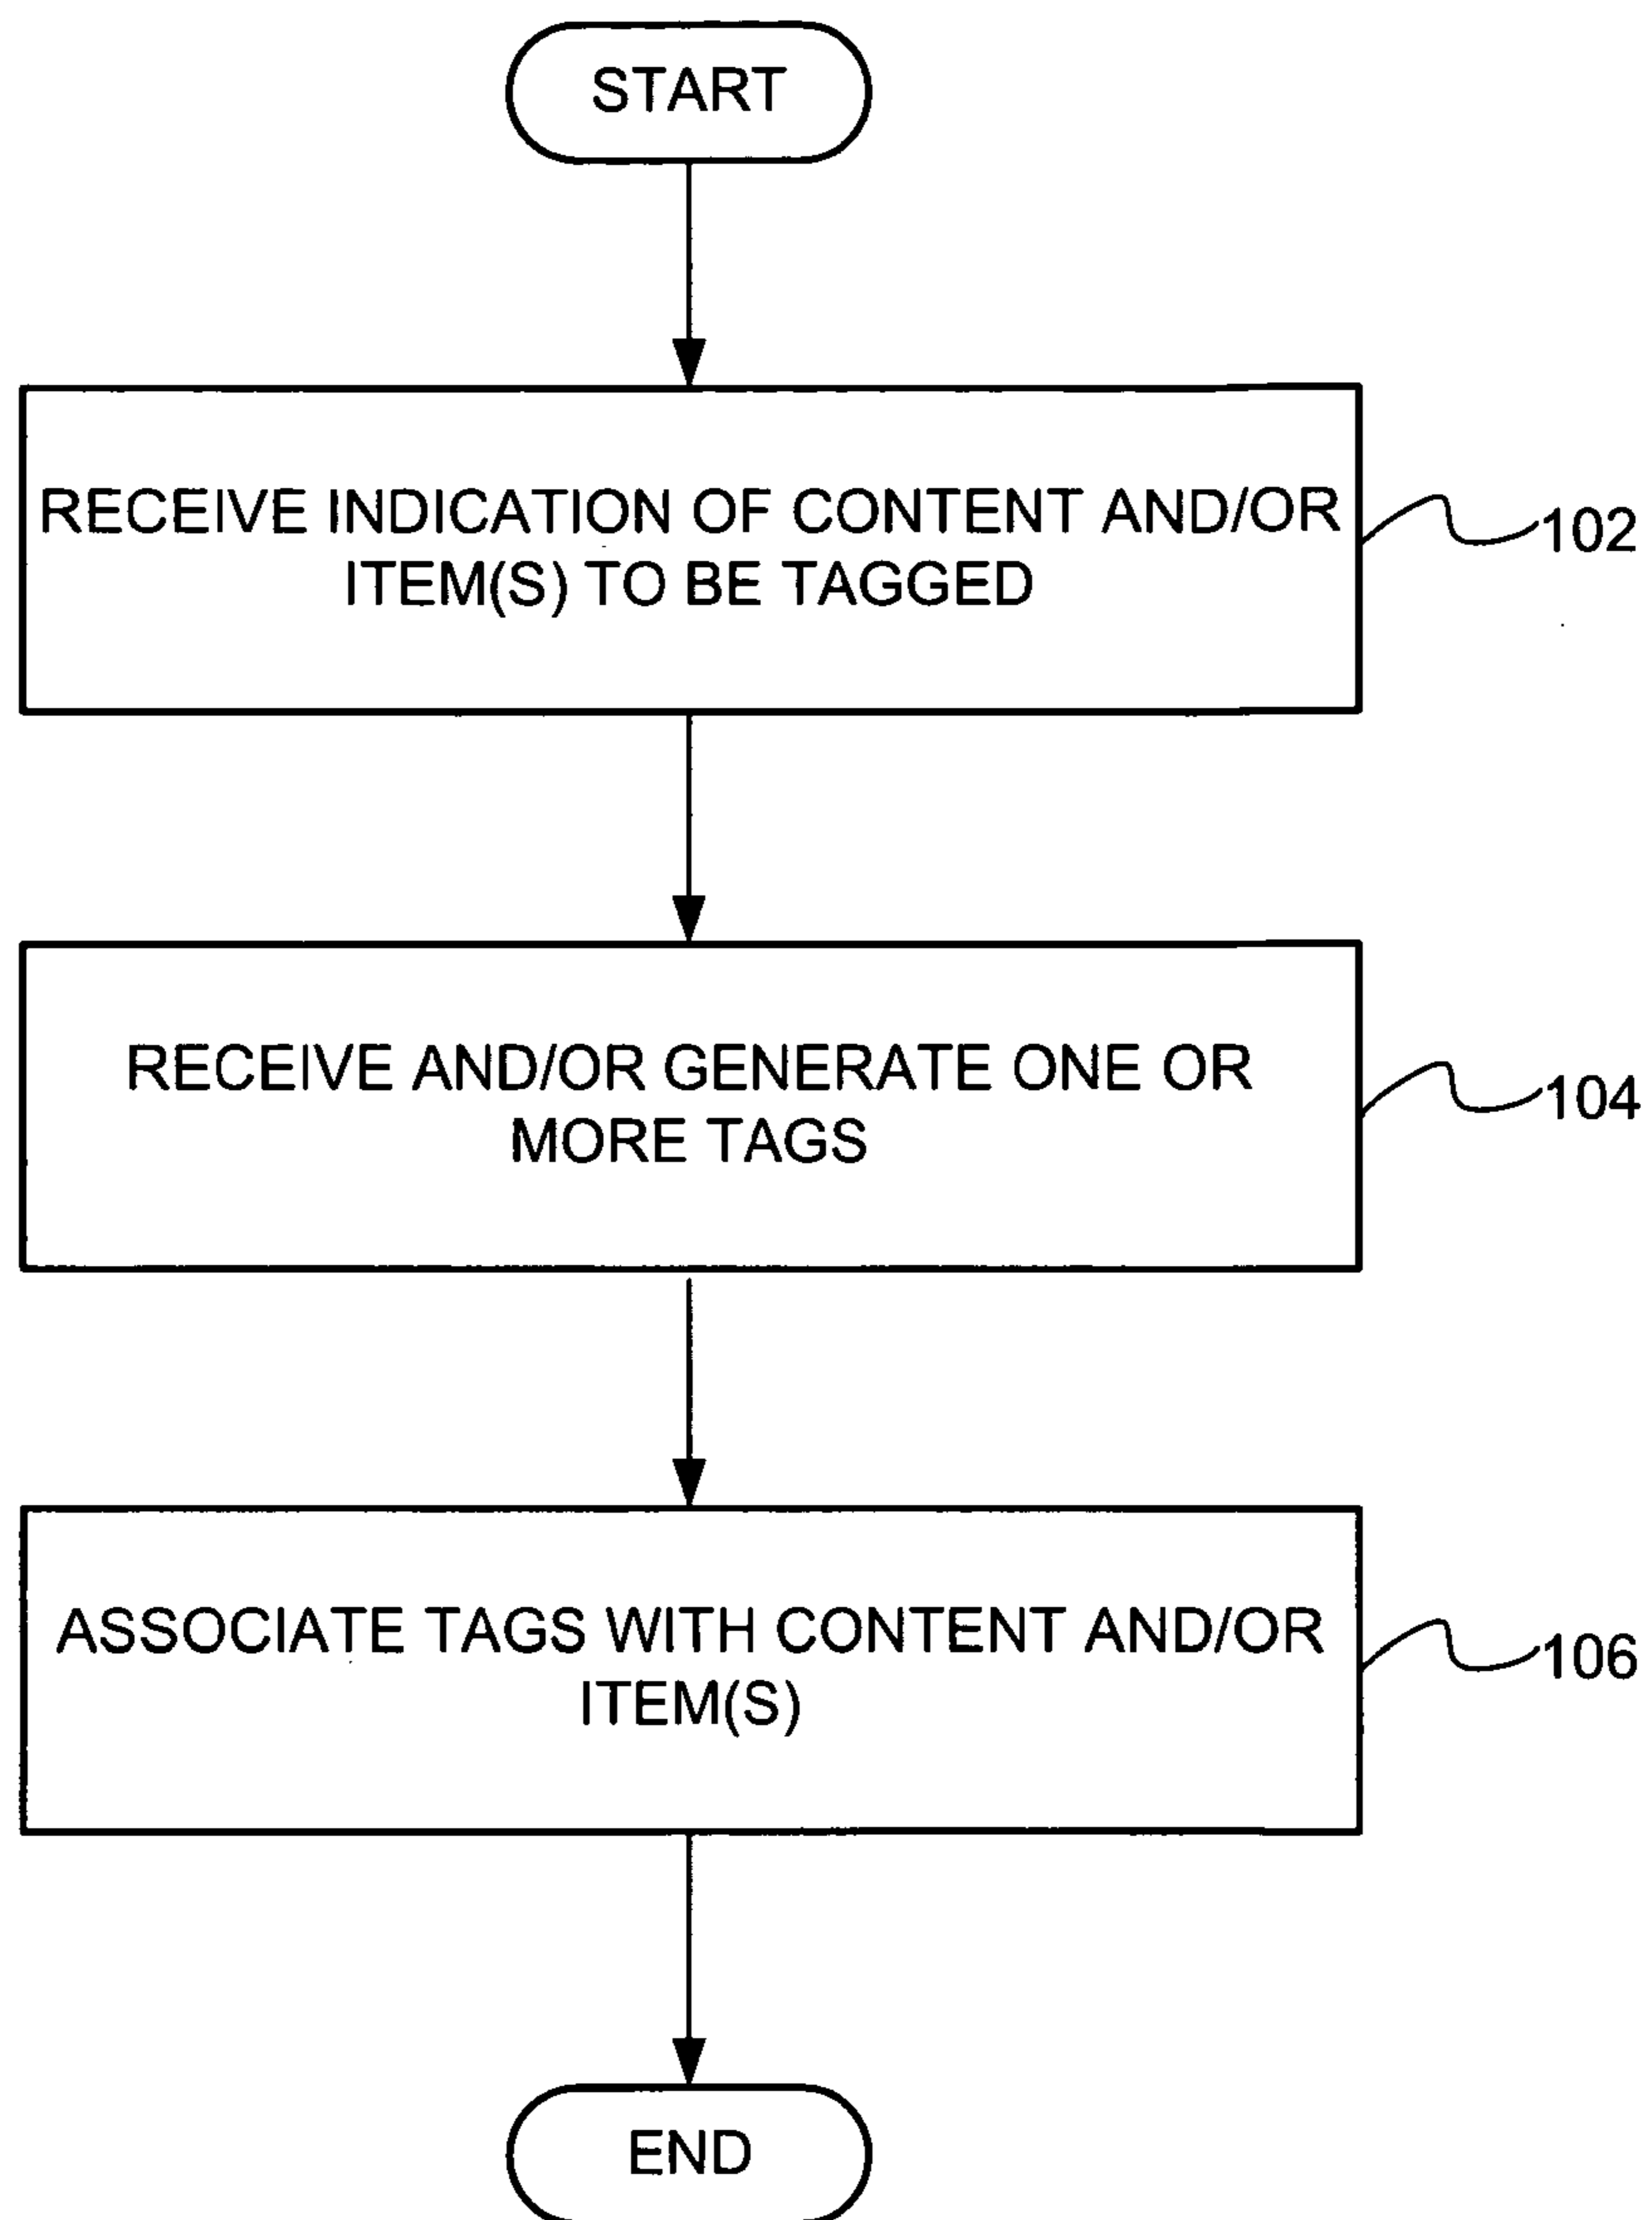 START
RECEIVE INDICATION OF CONTENT AND/OR
ITEM(S) TO BE TAGGED
102
RECEIVE AND/OR GENERATE ONE OR
MORE TAGS
104
ASSOCIATE TAGS WITH CONTENT AND/OR
ITEM(S)
106
END